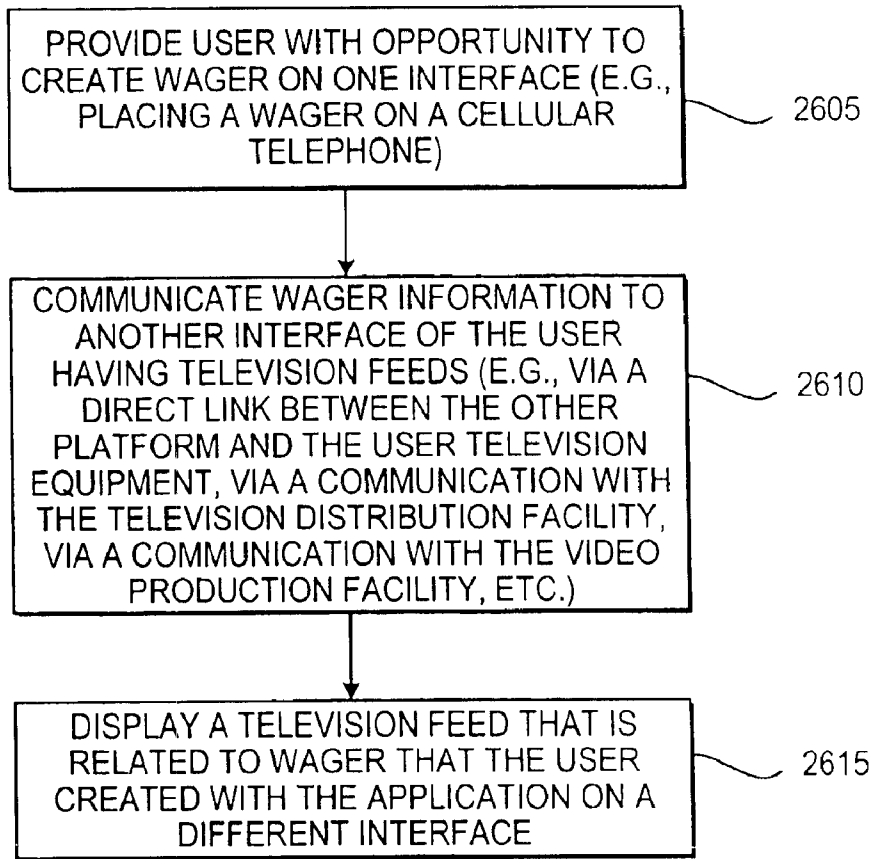 PROVIDE USER WITH OPPORTUNITY TO
CREATE WAGER ON ONE INTERFACE (E.G.,
PLACING A WAGER ON A CELLULAR
TELEPHONE)
2605
COMMUNICATE WAGER INFORMATION TO
ANOTHER INTERFACE OF THE USER
HAVING TELEVISION FEEDS (E.G., VIA A
DIRECT LINK BETWEEN THE OTHER
PLATFORM AND THE USER TELEVISION
EQUIPMENT, VIA A COMMUNICATION WITH
THE TELEVISION DISTRIBUTION FACILITY,
VIA A COMMUNICATION WITH THE VIDEO
PRODUCTION FACILITY, ETC.)
2610
DISPLAY A TELEVISION FEED THAT IS
RELATED TO WAGER THAT THE USER
CREATED WITH THE APPLICATION ON A
DIFFERENT INTERFACE
2615